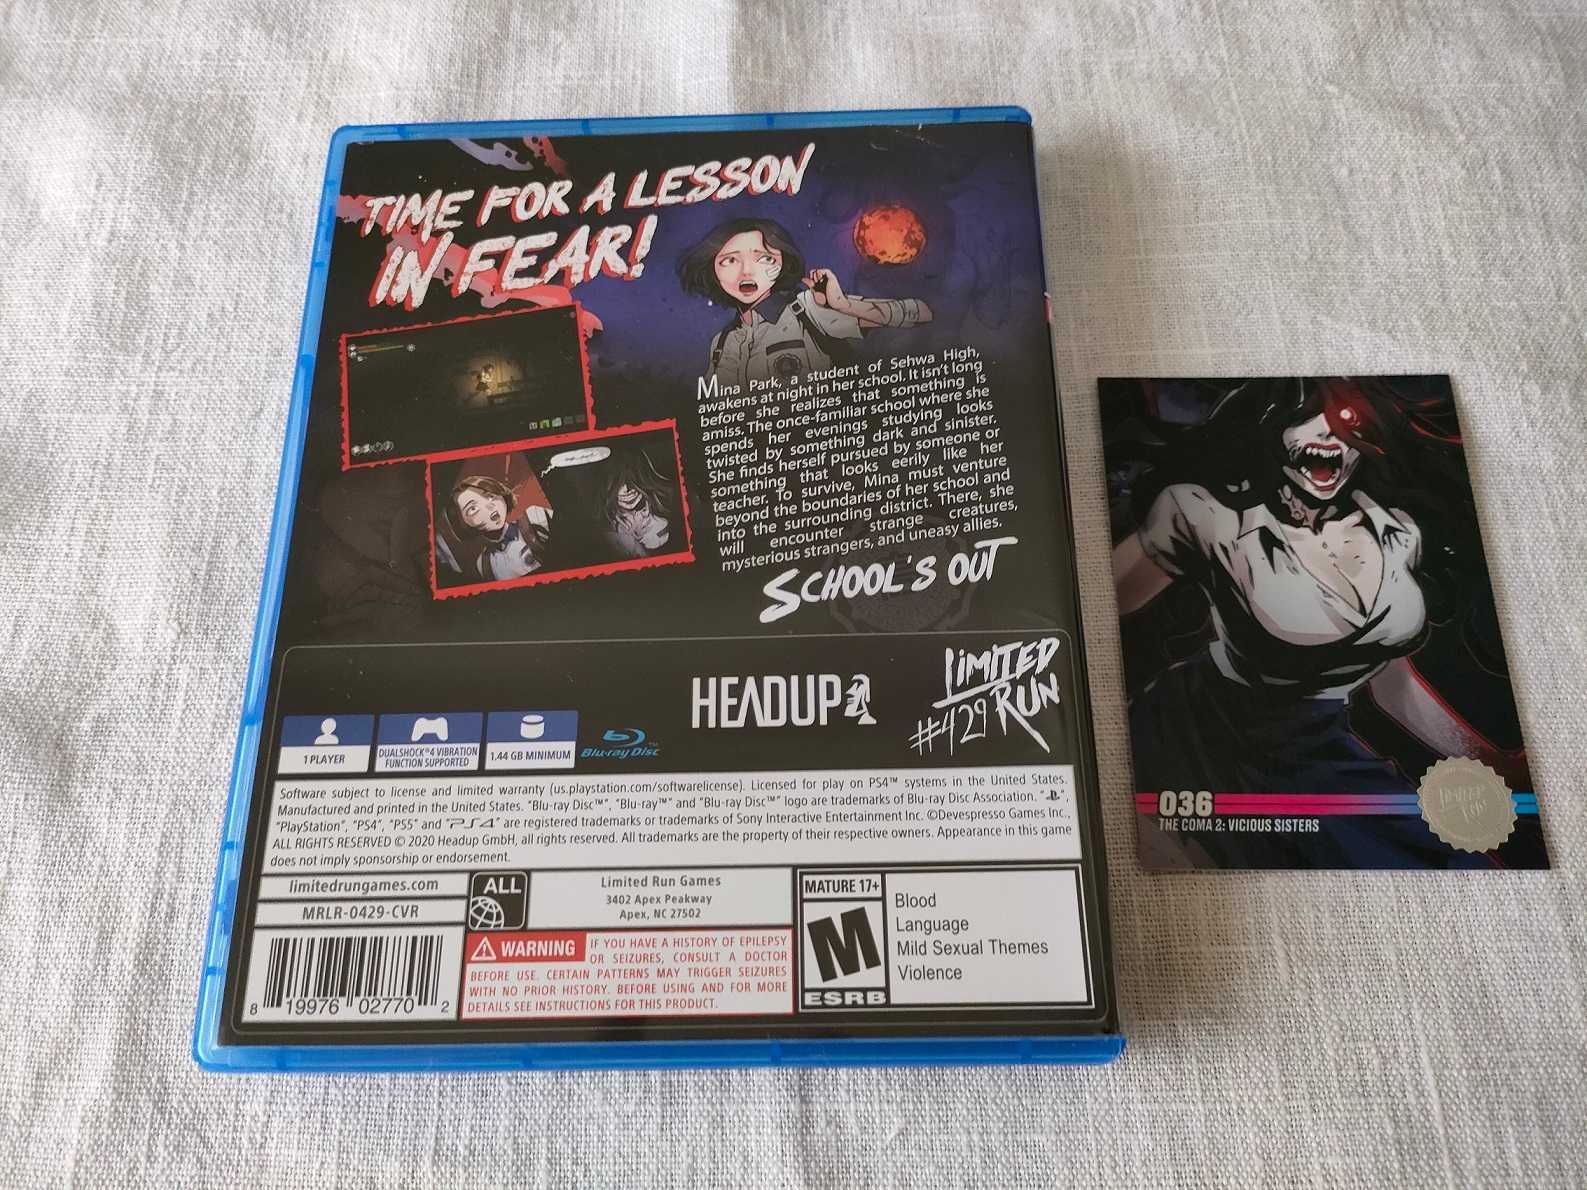 TIME FOR A LESSON
IN FEAR!
Mina Park, a student of Sehwa High,
awakens at night in her school. It isn't long
before she realizes that something is
amiss. The once-familiar school where she
spends her evenings studying looks
twisted by something dark and sinister.
She finds herself pursued by someone or
something that looks eerily like her
teacher. To survive, Mina must venture
beyond the boundaries of her school and
into the surrounding district. There, she
will encounter strange creatures,
mysterious strangers, and uneasy allies.
SCHOOL'S OUT
HEADUP
LIMITED
RUN
#429
1 PLAYER
DUALSHOCK®4 VIBRATION
FUNCTION SUPPORTED
1.44 GB MINIMUM
Blu-ray Disc™
Software subject to license and limited warranty (us.playstation.com/softwarelicense). Licensed for play on PS4™ systems in the United States.
Manufactured and printed in the United States. "Blu-ray Disc™", "Blu-ray™" and "Blu-ray Disc™" logo are trademarks of Blu-ray Disc Association. "PS",
"PlayStation", "PS4", "PS5" and "PS4" are registered trademarks or trademarks of Sony Interactive Entertainment Inc. ©Devespresso Games Inc.,
ALL RIGHTS RESERVED © 2020 Headup GmbH, all rights reserved. All trademarks are the property of their respective owners. Appearance in this game
does not imply sponsorship or endorsement.
limitedrungames.com
MRLR-0429-CVR
ALL
Limited Run Games
3402 Apex Peakway
Apex, NC 27502
8 19976 02770 2
WARNING
IF YOU HAVE A HISTORY OF EPILEPSY
OR SEIZURES, CONSULT A DOCTOR
BEFORE USE. CERTAIN PATTERNS MAY TRIGGER SEIZURES
WITH NO PRIOR HISTORY. BEFORE USING AND FOR MORE
DETAILS SEE INSTRUCTIONS FOR THIS PRODUCT.
MATURE 17+
M
ESRB
Blood
Language
Mild Sexual Themes
Violence
036
THE COMA 2: VICIOUS SISTERS
LIMITED
RUN